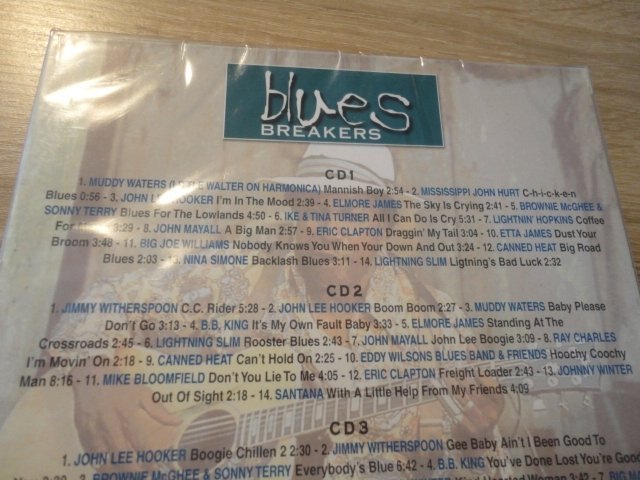 blues
BREAKERS
CD1
1. MUDDY WATERS (LITTLE WALTER ON HARMONICA) Mannish Boy 2:54 - 2. MISSISSIPPI JOHN HURT C-h-i-c-k-e-n
Blues 0:56 - 3. JOHN LEE HOOKER I'm In The Mood 2:39 - 4. ELMORE JAMES The Sky Is Crying 2:41 - 5. BROWNIE McGHEE &
SONNY TERRY Blues For The Lowlands 4:50 - 6. IKE & TINA TURNER All I Can Do Is Cry 5:31 - 7. LIGHTNIN' HOPKINS Coffee
For 3:29 - 8. JOHN MAYALL A Big Man 2:57 - 9. ERIC CLAPTON Draggin' My Tail 3:04 - 10. ETTA JAMES Dust Your
Broom 3:48 - 11. BIG JOE WILLIAMS Nobody Knows You When Your Down And Out 3:24 - 12. CANNED HEAT Big Road
Blues 2:03 - 13. NINA SIMONE Backlash Blues 3:11 - 14. LIGHTNING SLIM Ligtning's Bad Luck 2:32
CD2
1. JIMMY WITHERSPOON C.C. Rider 5:28 - 2. JOHN LEE HOOKER Boom Boom 2:27 - 3. MUDDY WATERS Baby Please
Don't Go 3:13 - 4. B.B. KING It's My Own Fault Baby 3:33 - 5. ELMORE JAMES Standing At The
Crossroads 2:45 - 6. LIGHTNING SLIM Rooster Blues 2:43 - 7. JOHN MAYALL John Lee Boogie 3:09 - 8. RAY CHARLES
I'm Movin' On 2:18 - 9. CANNED HEAT Can't Hold On 2:25 - 10. EDDY WILSONS BLUES BAND & FRIENDS Hoochy Coochy
Man 8:16 - 11. MIKE BLOOMFIELD Don't You Lie To Me 4:05 - 12. ERIC CLAPTON Freight Loader 2:43 - 13. JOHNNY WINTER
Out Of Sight 2:18 - 14. SANTANA With A Little Help From My Friends 4:09
CD3
1. JOHN LEE HOOKER Boogie Chillen 2 2:30 - 2. JIMMY WITHERSPOON Gee Baby Ain't I Been Good To
3. BROWNIE McGHEE & SONNY TERRY Everybody's Blue 6:42 - 4. B.B. KING You've Done Lost You're Good